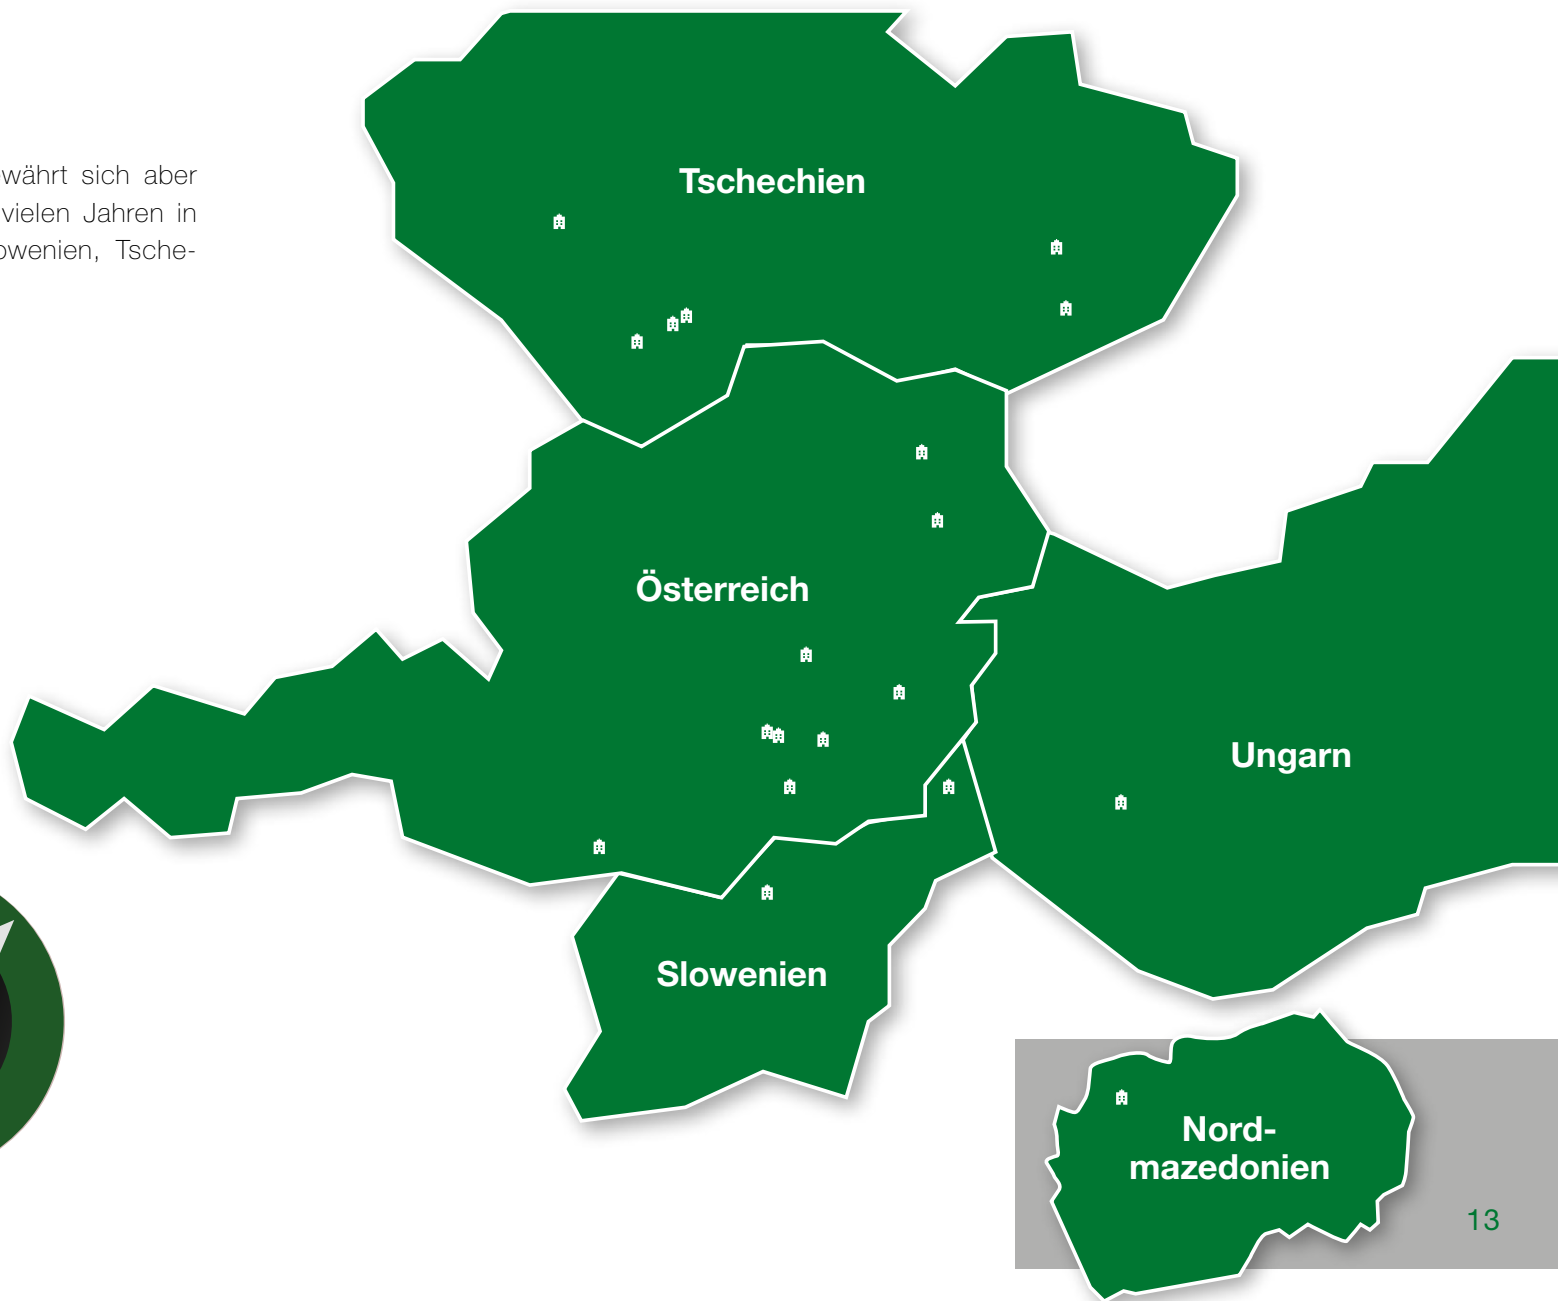 währt sich aber
vielen Jahren in
owenien, Tsche-
Tschechien
Österreich
Ungarn
Slowenien
Nord-
mazedonien
13